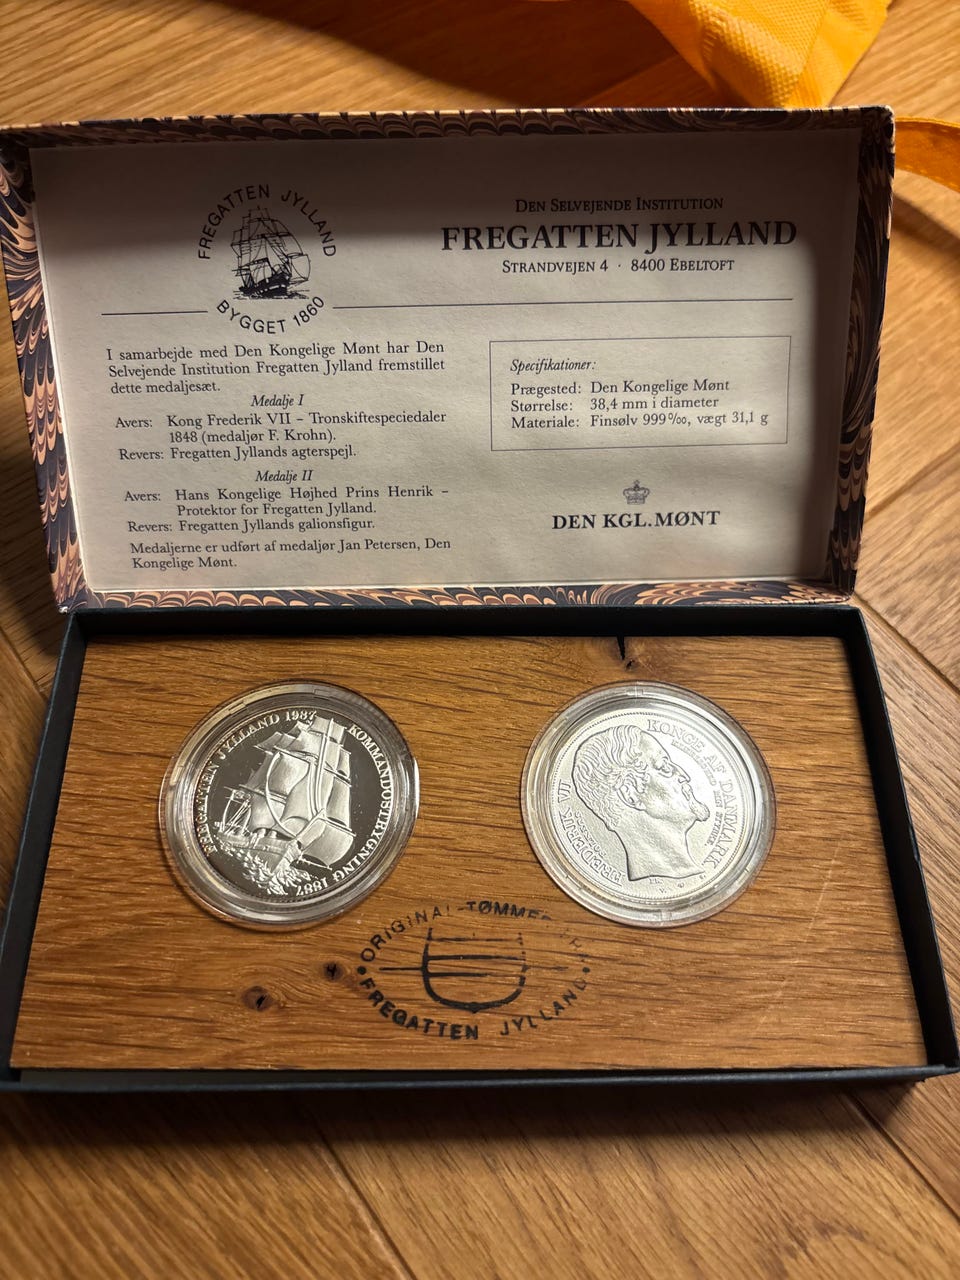 FREGATTEN JYLLAND
BYGGET 1860
DEN SELVEJENDE INSTITUTION
FREGATTEN JYLLAND
STRANDVEJEN 4 · 8400 EBELTOFT
I samarbejde med Den Kongelige Mønt har Den
Selvejende Institution Fregatten Jylland fremstillet
dette medaljesæt.
Medalje I
Avers: Kong Frederik VII – Tronskiftespeciedaler
1848 (medaljør F. Krohn).
Revers: Fregatten Jyllands agterspejl.
Medalje II
Avers: Hans Kongelige Højhed Prins Henrik –
Protektor for Fregatten Jylland.
Revers: Fregatten Jyllands galionsfigur.
Medaljerne er udført af medaljør Jan Petersen, Den
Kongelige Mønt.
Specifikationer:
Prægested: Den Kongelige Mønt
Størrelse: 38,4 mm i diameter
Materiale: Finsølv 999‰, vægt 31,1 g
DEN KGL. MØNT
FREGATTEN JYLLAND 1987
KOMMANDOSTRYGNING 1887
FREDERIK VII
KONGE AF DANMARK
ORIGINAL-TØMMER FRA
FREGATTEN JYLLAND